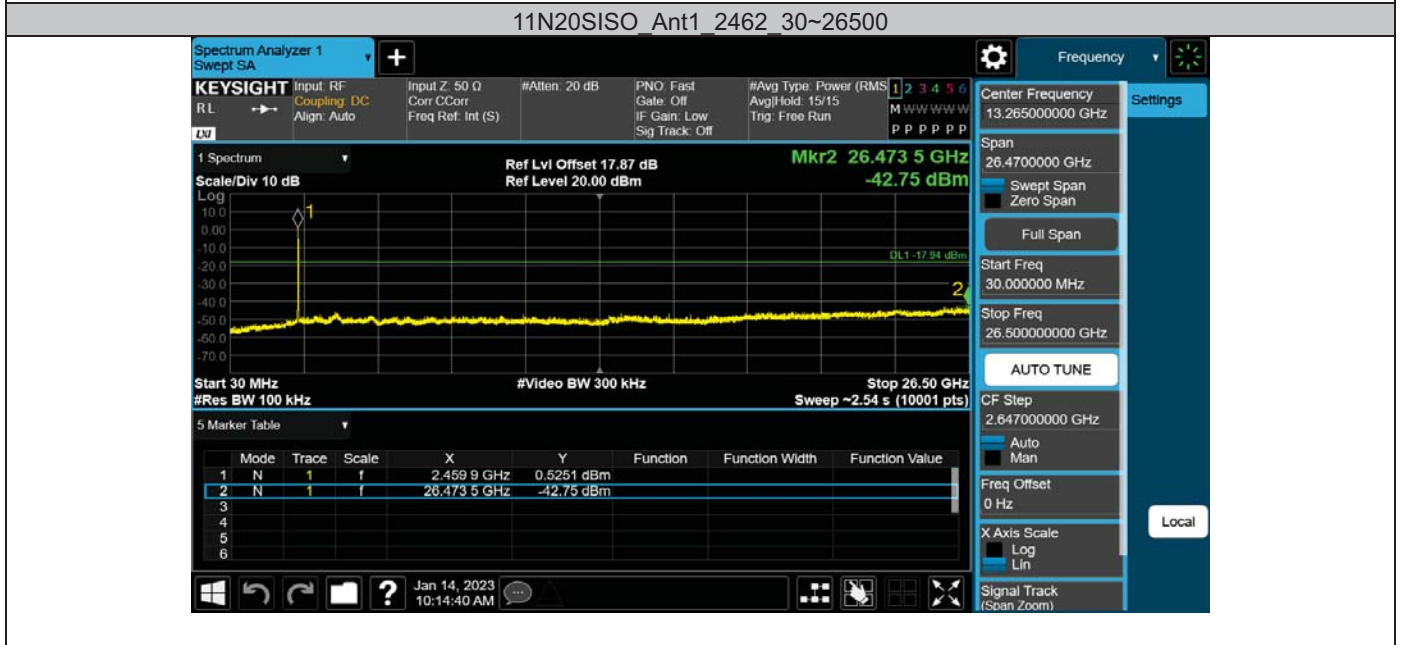 11N20SISO_Ant1_2462_30~26500
Spectrum Analyzer 1
Swept SA
+
Frequency
KEYSIGHT
RL
LXI
Input: RF
Coupling: DC
Align: Auto
Input Z: 50 Ω
Corr CCorr
Freq Ref: Int (S)
#Atten: 20 dB
PNO: Fast
Gate: Off
IF Gain: Low
Sig Track: Off
#Avg Type: Power (RMS
Avg|Hold: 15/15
Trig: Free Run
1 2 3 4 5 6
M W W W W W
P P P P P P
1 Spectrum
Scale/Div 10 dB
Ref Lvl Offset 17.87 dB
Ref Level 20.00 dBm
Mkr2 26.473 5 GHz
-42.75 dBm
Log
10.0
0.00
-10.0
-20.0
-30.0
-40.0
-50.0
-60.0
-70.0
1
DL1 -17.94 dBm
2
Start 30 MHz
#Video BW 300 kHz
Stop 26.50 GHz
#Res BW 100 kHz
Sweep ~2.54 s (10001 pts)
5 Marker Table
Mode Trace Scale X Y Function Function Width Function Value
1 N 1 f 2.459 9 GHz 0.5251 dBm
2 N 1 f 26.473 5 GHz -42.75 dBm
3
4
5
6
?
Jan 14, 2023
10:14:40 AM
Center Frequency
13.265000000 GHz
Settings
Span
26.4700000 GHz
Swept Span
Zero Span
Full Span
Start Freq
30.000000 MHz
Stop Freq
26.500000000 GHz
AUTO TUNE
CF Step
2.647000000 GHz
Auto
Man
Freq Offset
0 Hz
X Axis Scale
Log
Lin
Local
Signal Track
(Span Zoom)